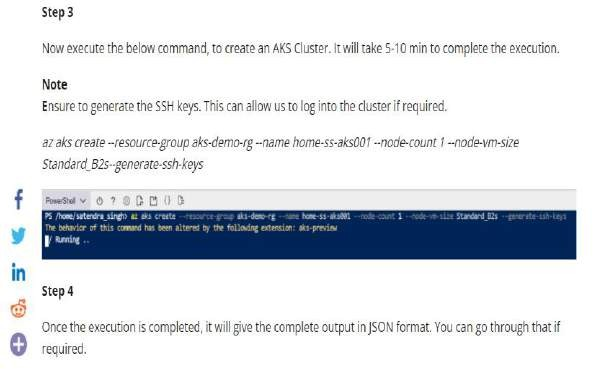 Step 3
Now execute the below command, to create an AKS Cluster. It will take 5-10 min to complete the execution.
Note
Ensure to generate the SSH keys. This can allow us to log into the cluster if required.
az aks create --resource-group aks-demo-rg --name home-ss-aks001 --node-count 1 --node-vm-size
Standard_B2s--generate-ssh-keys
PowerShell
PS /home/satendra_singh> az aks create --resource-group aks-demo-rg --name home-ss-aks001 --node-count 1 --node-vm-size Standard_B2s --generate-ssh-keys
The behavior of this command has been altered by the following extension: aks-preview
/ Running ..
Step 4
Once the execution is completed, it will give the complete output in JSON format. You can go through that if
required.